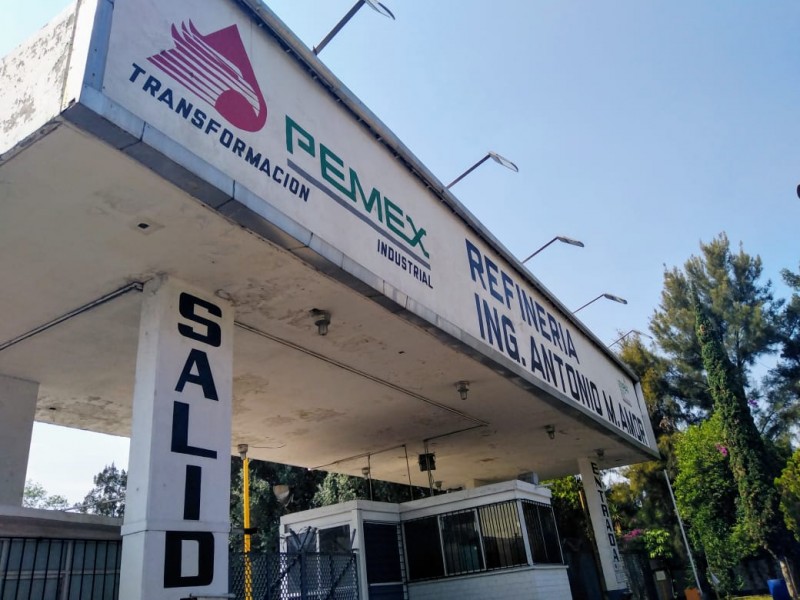 TRANSFORMACION
PEMEX
INDUSTRIAL
REFINERIA
ING. ANTONIO M. AMOR
SALID
ENTRADA